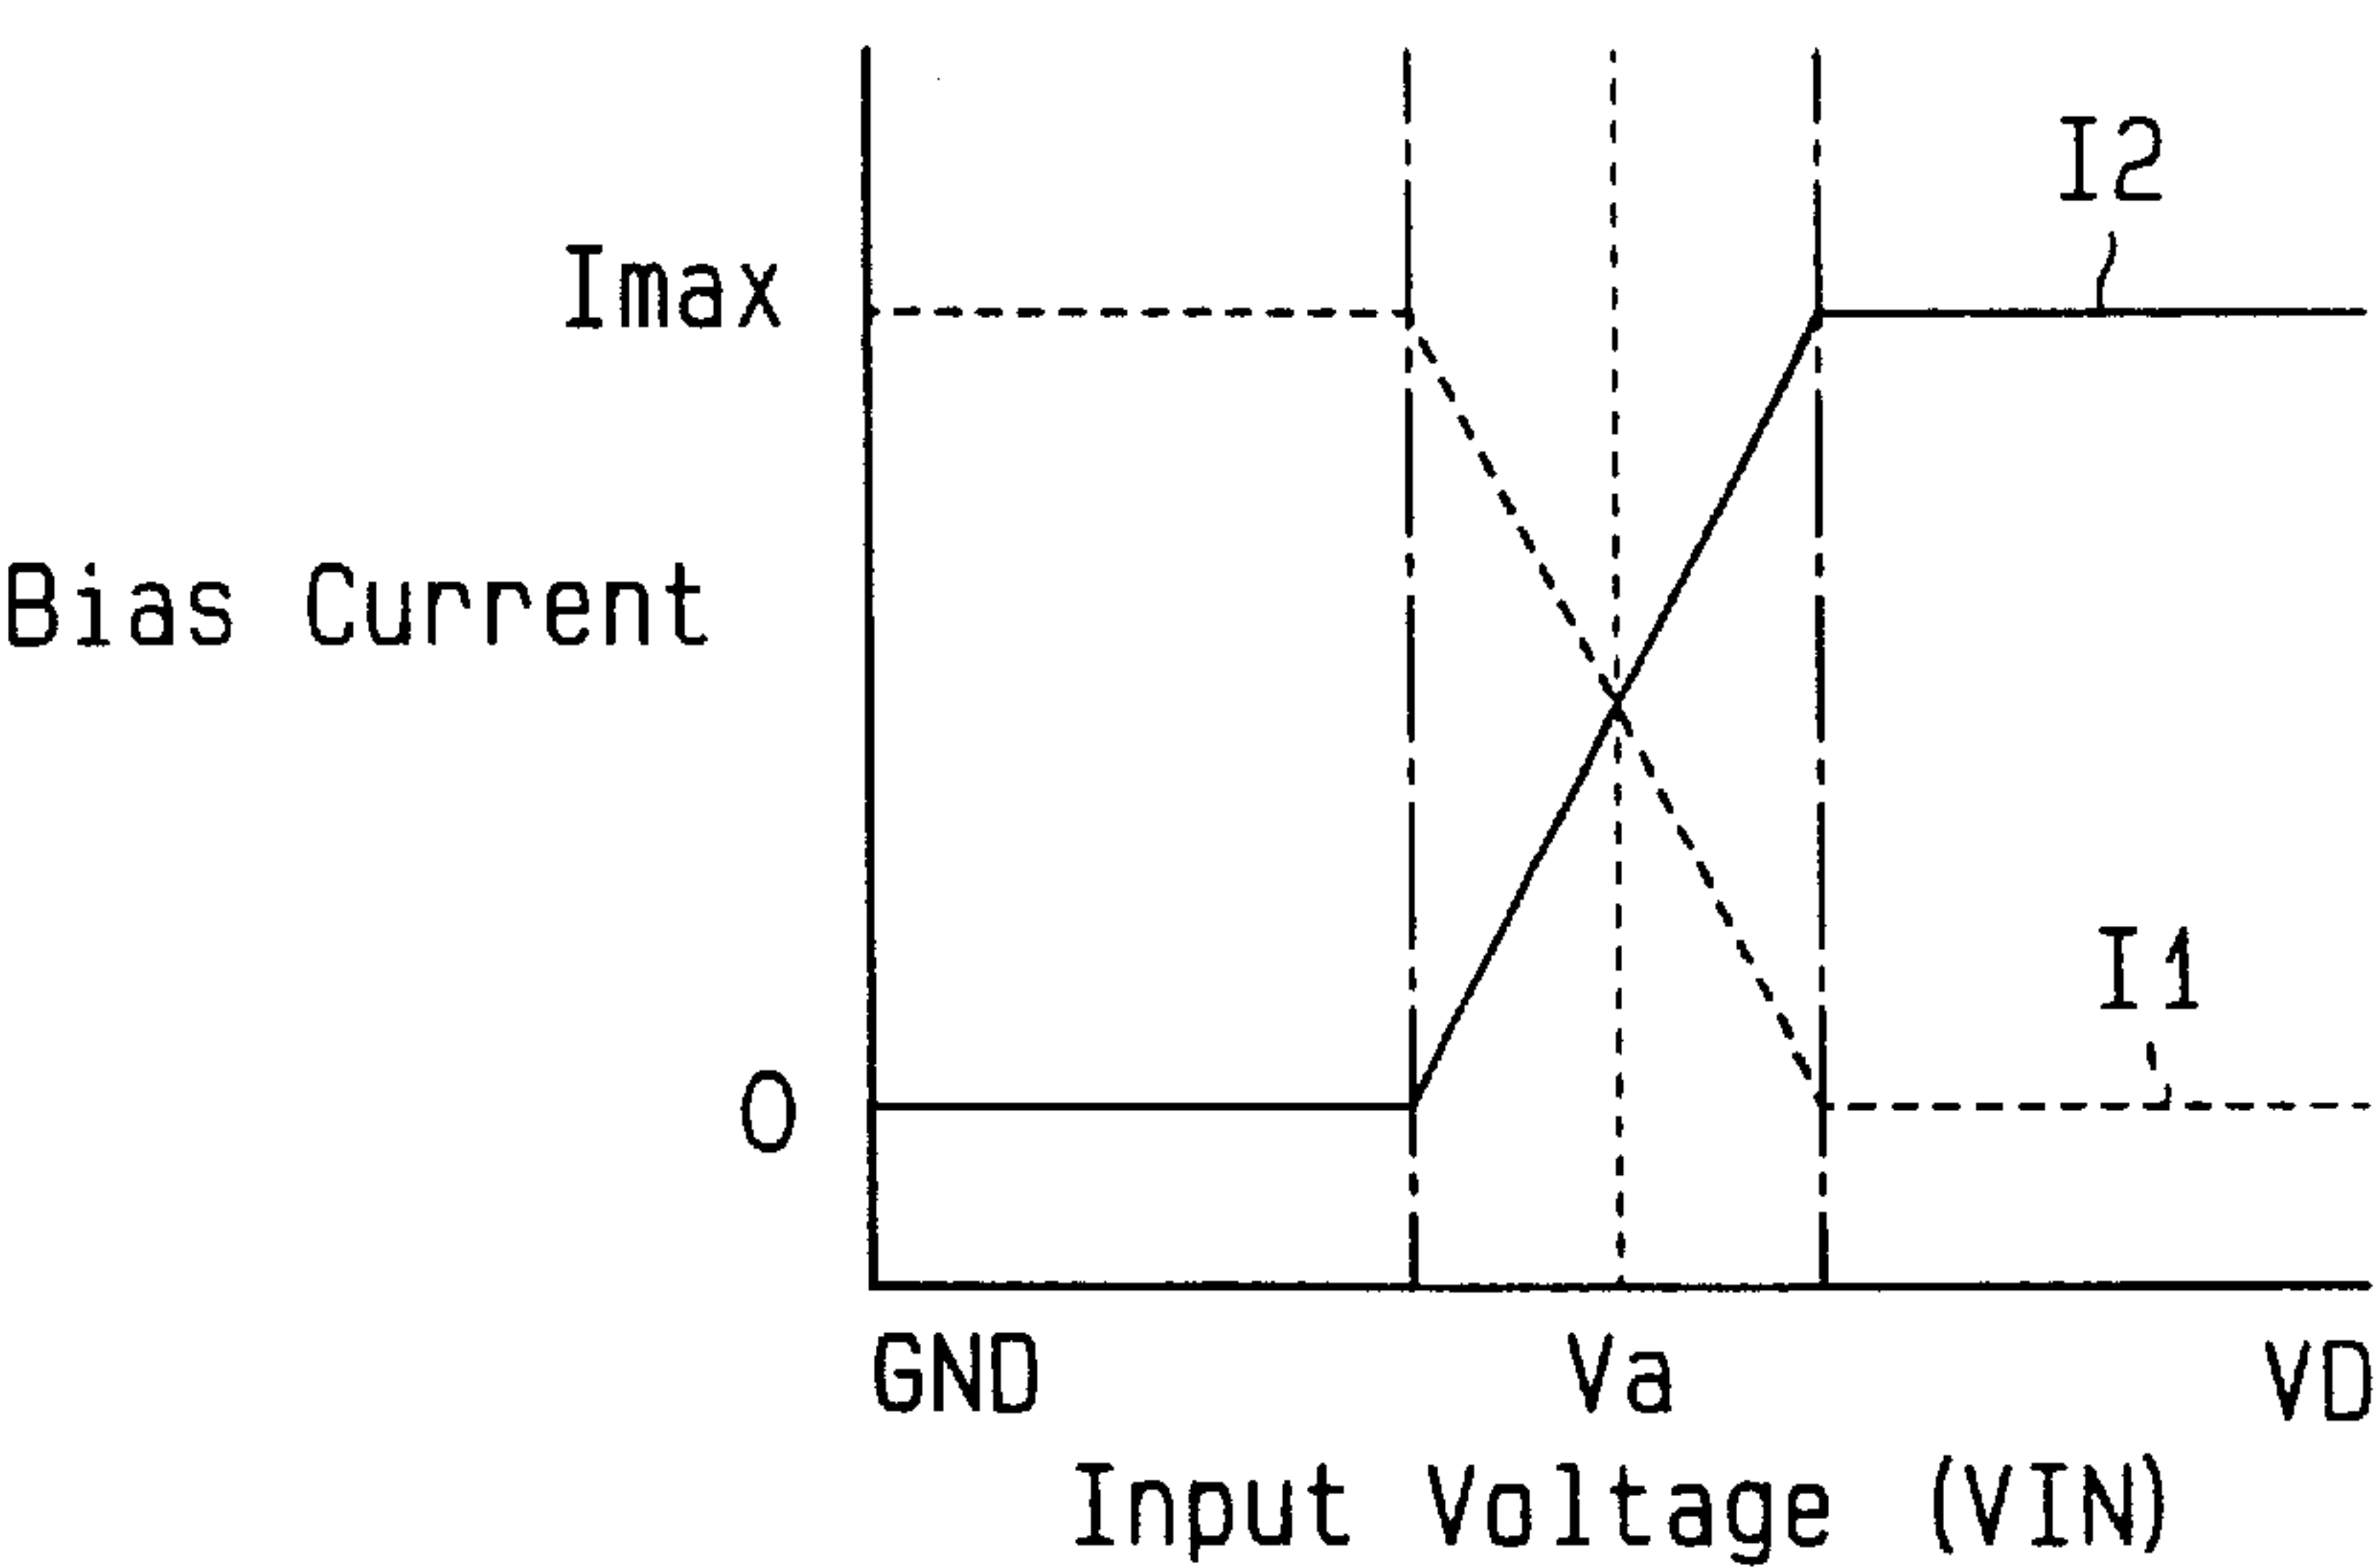 I2
Imax
Bias Current
I1
0
GND Va VD
Input Voltage (VIN)